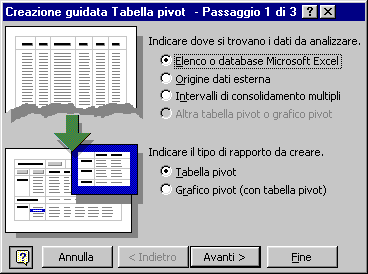 Creazione guidata Tabella pivot - Passaggio 1 di 3
Indicare dove si trovano i dati da analizzare.
Elenco o database Microsoft Excel
Origine dati esterna
Intervalli di consolidamento multipli
Altra tabella pivot o grafico pivot
Indicare il tipo di rapporto da creare.
Tabella pivot
Grafico pivot (con tabella pivot)
Annulla
< Indietro
Avanti >
Fine